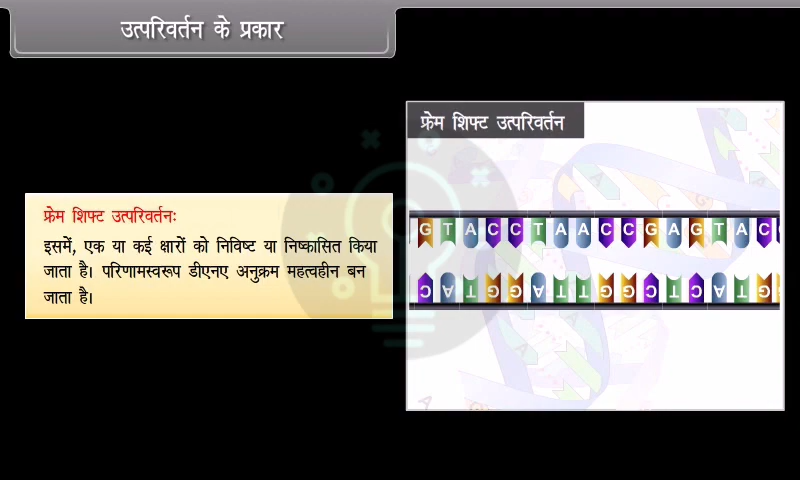 उत्परिवर्तन के प्रकार
फ्रेम शिफ्ट उत्परिवर्तन
फ्रेम शिफ्ट उत्परिवर्तनः
इसमें, एक या कई क्षारों को निविष्ट या निष्कासित किया
जाता है। परिणामस्वरूप डीएनए अनुक्रम महत्वहीन बन
जाता है।
G T A C C T A A C C G A G T A C
C A T G G A T T G G C T C A T G